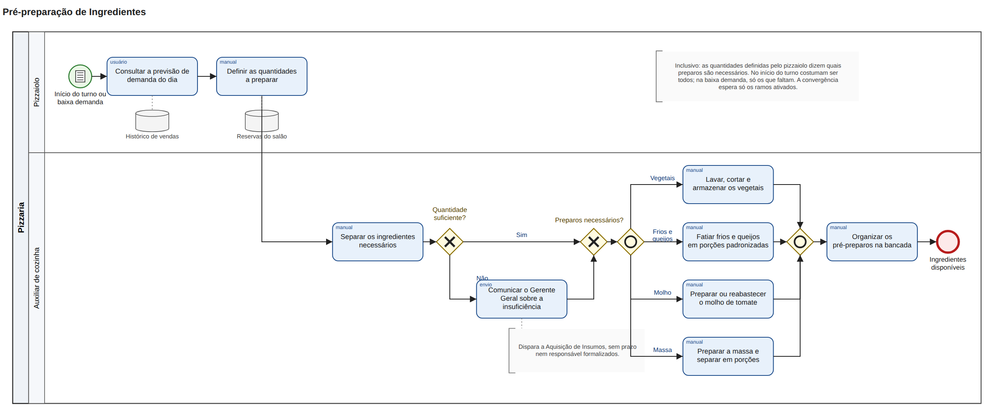 Pré-preparação de Ingredientes
Pizzaria
Pizzaiolo
Início do turno ou
baixa demanda
usuário
Consultar a previsão de
demanda do dia
Histórico de vendas
manual
Definir as quantidades
a preparar
Reservas do salão
Inclusivo: as quantidades definidas pelo pizzaiolo dizem quais
preparos são necessários. No início do turno costumam ser
todos; na baixa demanda, só os que faltam. A convergência
espera só os ramos ativados.
Auxiliar de cozinha
manual
Separar os ingredientes
necessários
Quantidade
suficiente?
Sim
Não
envio
Comunicar o Gerente
Geral sobre a
insuficiência
Dispara a Aquisição de Insumos, sem prazo
nem responsável formalizados.
Preparos necessários?
Vegetais
manual
Lavar, cortar e
armazenar os vegetais
Frios e
queijos
manual
Fatiar frios e queijos
em porções padronizadas
Molho
manual
Preparar ou reabastecer
o molho de tomate
Massa
manual
Preparar a massa e
separar em porções
manual
Organizar os
pré-preparos na bancada
Ingredientes
disponíveis